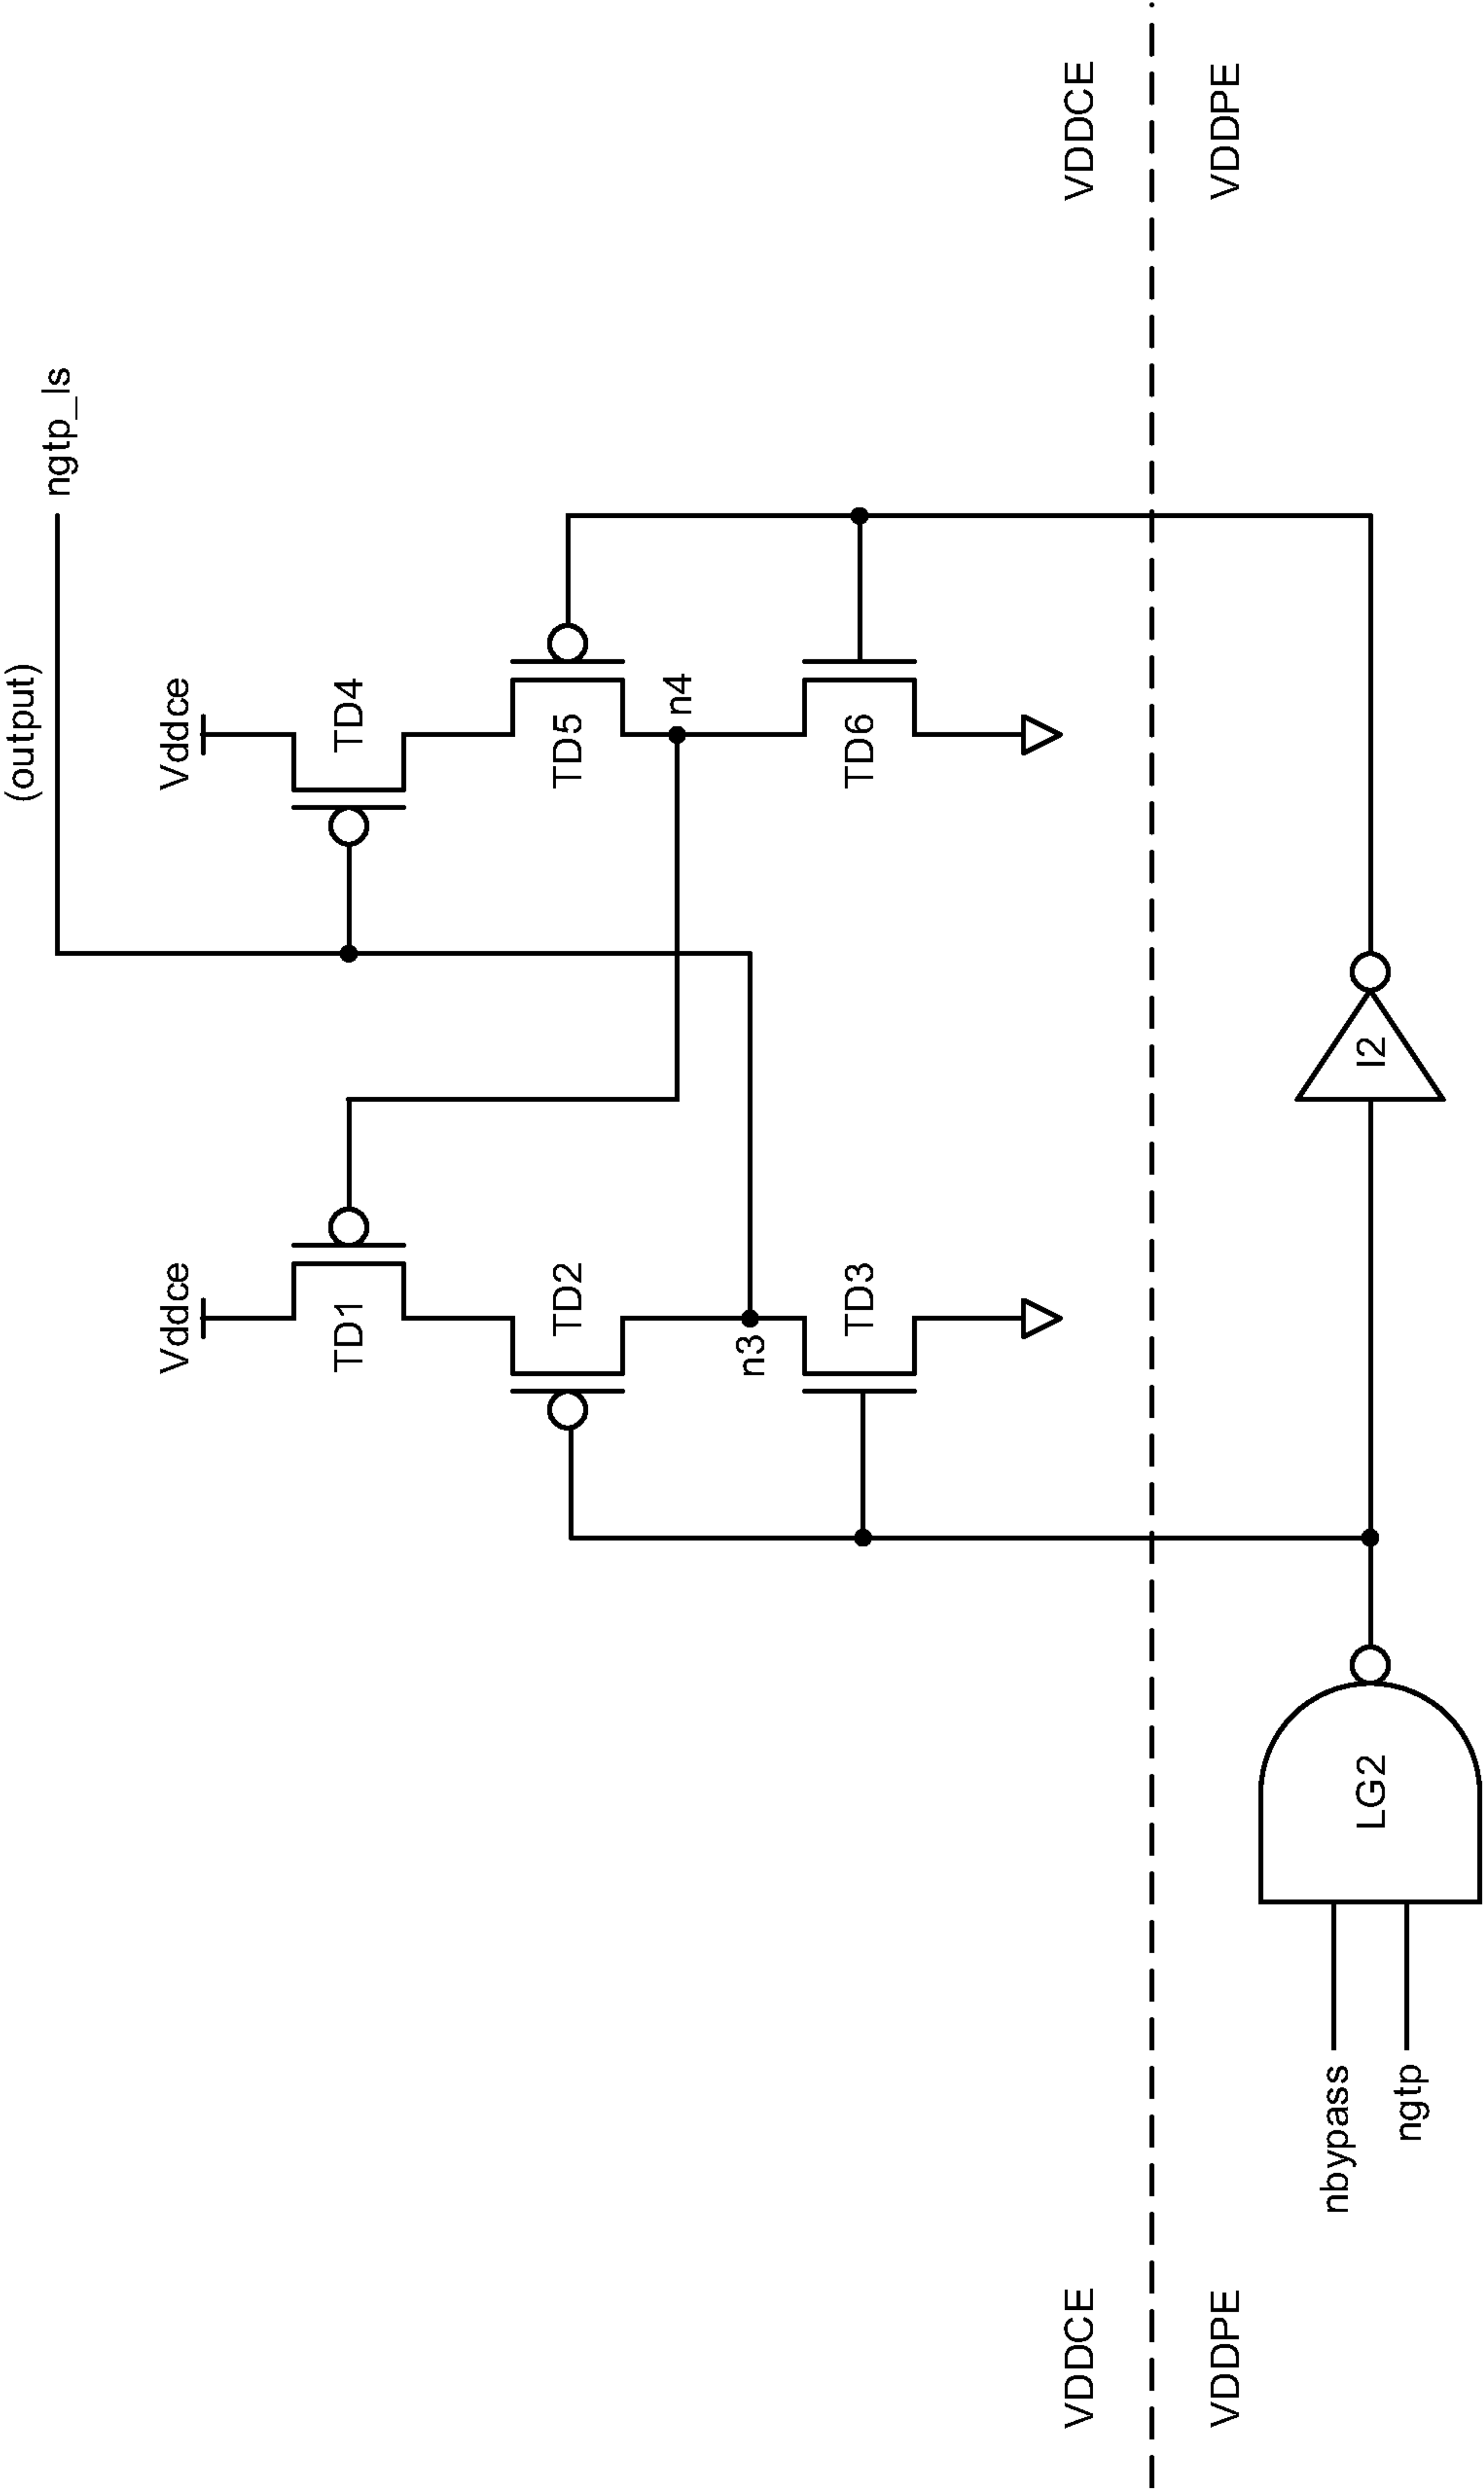 (output)
ngtp_ls
Vddce
Vddce
TD1
TD4
TD2
TD5
n3
n4
TD3
TD6
VDDCE
VDDCE
VDDPE
VDDPE
nbypass
ngtp
LG2
I2